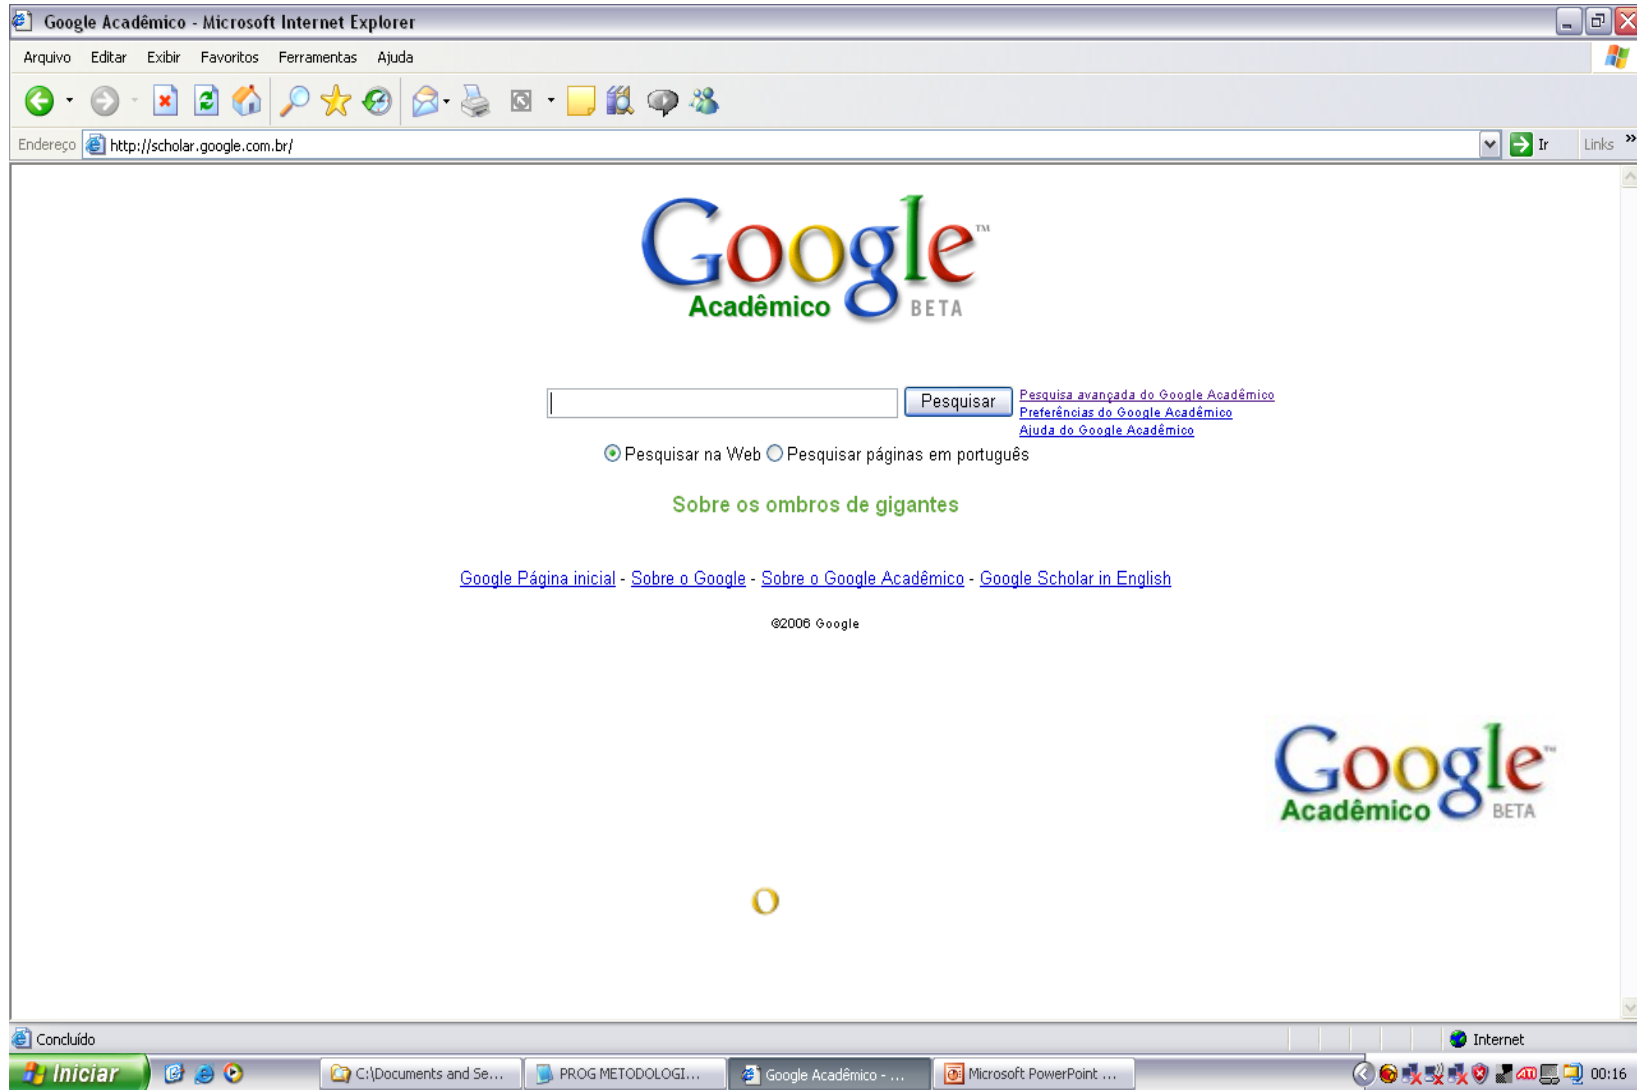 Google Acadêmico - Microsoft Internet Explorer
Arquivo Editar Exibir Favoritos Ferramentas Ajuda
Endereço http://scholar.google.com.br/ Ir Links »
Google™
Acadêmico BETA
Pesquisar
Pesquisa avançada do Google Acadêmico
Preferências do Google Acadêmico
Ajuda do Google Acadêmico
Pesquisar na Web Pesquisar páginas em português
Sobre os ombros de gigantes
Google Página inicial - Sobre o Google - Sobre o Google Acadêmico - Google Scholar in English
©2006 Google
Google™
Acadêmico BETA
o
Concluído Internet
Iniciar C:\Documents and Se... PROG METODOLOGI... Google Acadêmico - ... Microsoft PowerPoint ... 00:16